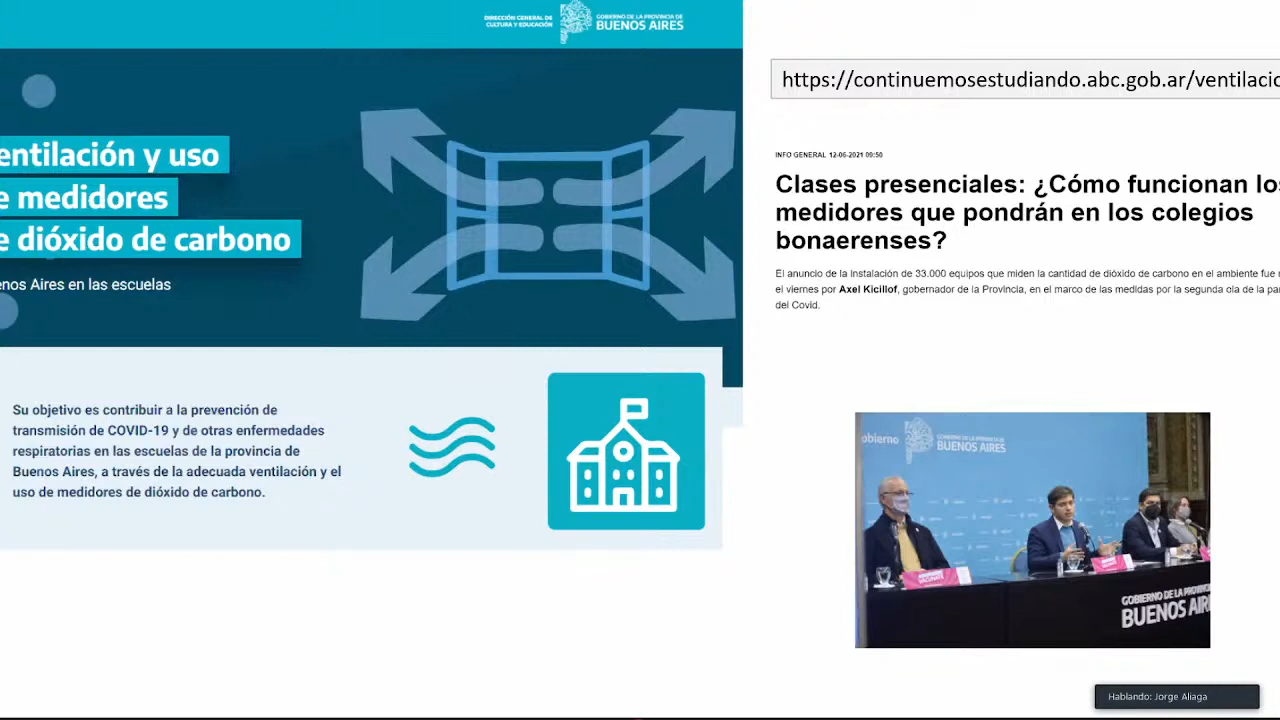 DIRECCIÓN GENERAL DE
CULTURA Y EDUCACIÓN
GOBIERNO DE LA PROVINCIA DE
BUENOS AIRES
entilación y uso
e medidores
e dióxido de carbono
enos Aires en las escuelas
Su objetivo es contribuir a la prevención de
transmisión de COVID-19 y de otras enfermedades
respiratorias en las escuelas de la provincia de
Buenos Aires, a través de la adecuada ventilación y el
uso de medidores de dióxido de carbono.
https://continuemosestudiando.abc.gob.ar/ventilacio
INFO GENERAL 12-06-2021 09:50
Clases presenciales: ¿Cómo funcionan los
medidores que pondrán en los colegios
bonaerenses?
El anuncio de la instalación de 33.000 equipos que miden la cantidad de dióxido de carbono en el ambiente fue
el viernes por Axel Kicillof, gobernador de la Provincia, en el marco de las medidas por la segunda ola de la pa
del Covid.
GOBIERNO DE LA PROVINCIA DE
BUENOS AIRES
GOBIERNO DE LA PROVIN
BUENOS AIR
Hablando: Jorge Aliaga